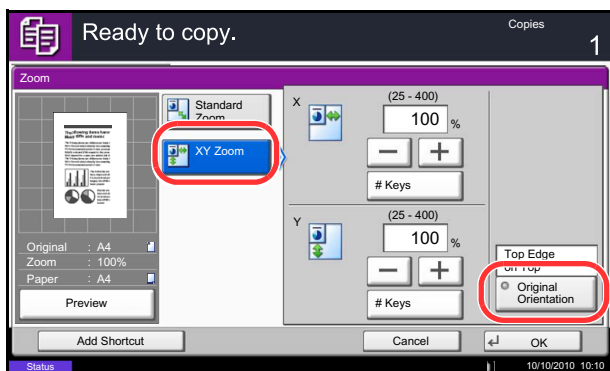 Ready to copy.
Copies
1
Zoom
Standard
Zoom
XY Zoom
X
(25 - 400)
100 %
# Keys
Y
(25 - 400)
100 %
# Keys
Original : A4
Zoom : 100%
Paper : A4
Preview
Top Edge
on Top
Original
Orientation
Add Shortcut
Cancel
OK
Status
10/10/2010 10:10